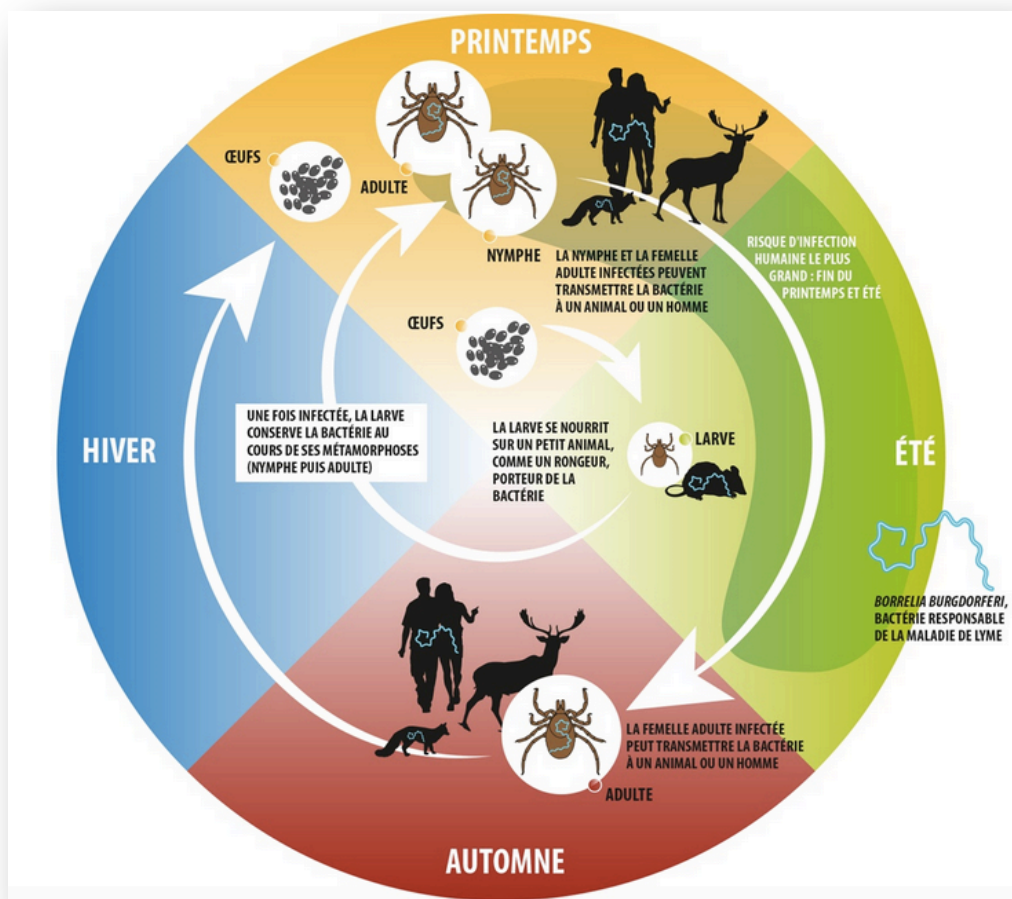 PRINTEMPS
ŒUFS
ADULTE
NYMPHE
LA NYMPHE ET LA FEMELLE
ADULTE INFECTÉES PEUVENT
TRANSMETTRE LA BACTÉRIE
À UN ANIMAL OU UN HOMME
RISQUE D'INFECTION
HUMAINE LE PLUS
GRAND : FIN DU
PRINTEMPS ET ÉTÉ
ŒUFS
HIVER
UNE FOIS INFECTÉE, LA LARVE
CONSERVE LA BACTÉRIE AU
COURS DE SES MÉTAMORPHOSES
(NYMPHE PUIS ADULTE)
LA LARVE SE NOURRIT
SUR UN PETIT ANIMAL,
COMME UN RONGEUR,
PORTEUR DE LA
BACTÉRIE
LARVE
ÉTÉ
BORRELIA BURGDORFERI,
BACTÉRIE RESPONSABLE
DE LA MALADIE DE LYME
LA FEMELLE ADULTE INFECTÉE
PEUT TRANSMETTRE LA BACTÉRIE
À UN ANIMAL OU UN HOMME
ADULTE
AUTOMNE